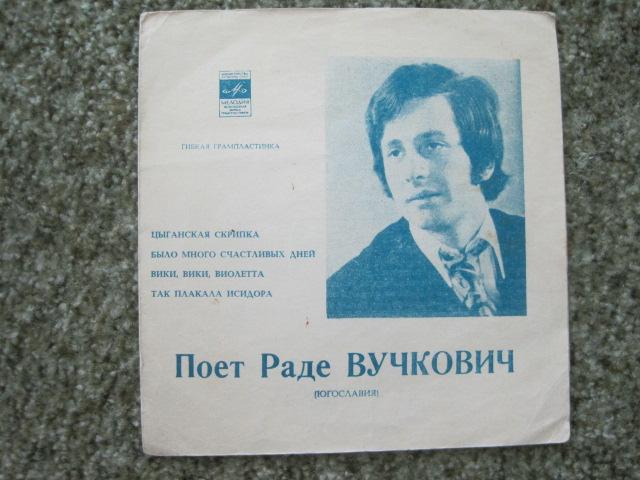 МЕЛОДИЯ
ГИБКАЯ ГРАМПЛАСТИНКА
ЦЫГАНСКАЯ СКРИПКА
БЫЛО МНОГО СЧАСТЛИВЫХ ДНЕЙ
ВИКИ, ВИКИ, ВИОЛЕТТА
ТАК ПЛАКАЛА ИСИДОРА
Поет Раде ВУЧКОВИЧ
(ЮГОСЛАВИЯ)